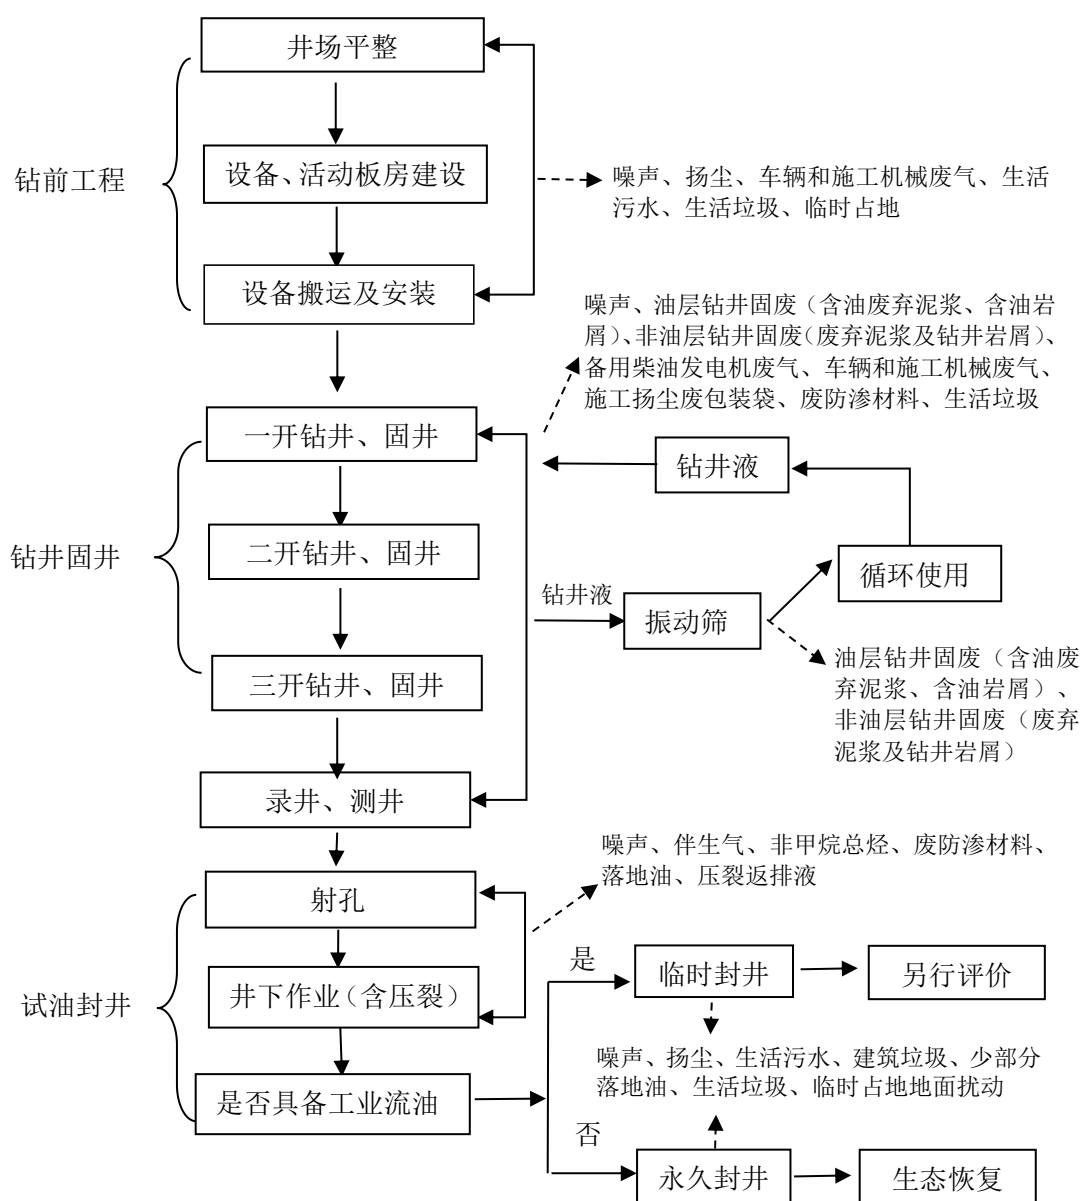 井场平整
钻前工程
设备、活动板房建设
噪声、扬尘、车辆和施工机械废气、生活
污水、生活垃圾、临时占地
设备搬运及安装
噪声、油层钻井固废（含油废弃泥浆、含油岩
屑）、非油层钻井固废（废弃泥浆及钻井岩屑）、
备用柴油发电机废气、车辆和施工机械废气、
施工扬尘废包装袋、废防渗材料、生活垃圾
一开钻井、固井
钻井液
钻井固井
二开钻井、固井
循环使用
钻井液
振动筛
三开钻井、固井
油层钻井固废（含油废
弃泥浆、含油岩屑）、
非油层钻井固废（废弃
泥浆及钻井岩屑）
录井、测井
噪声、伴生气、非甲烷总烃、废防渗材料、
落地油、压裂返排液
射孔
是
临时封井
另行评价
试油封井
井下作业（含压裂）
噪声、扬尘、生活污水、建筑垃圾、少部分
落地油、生活垃圾、临时占地地面扰动
是否具备工业流油
否
永久封井
生态恢复